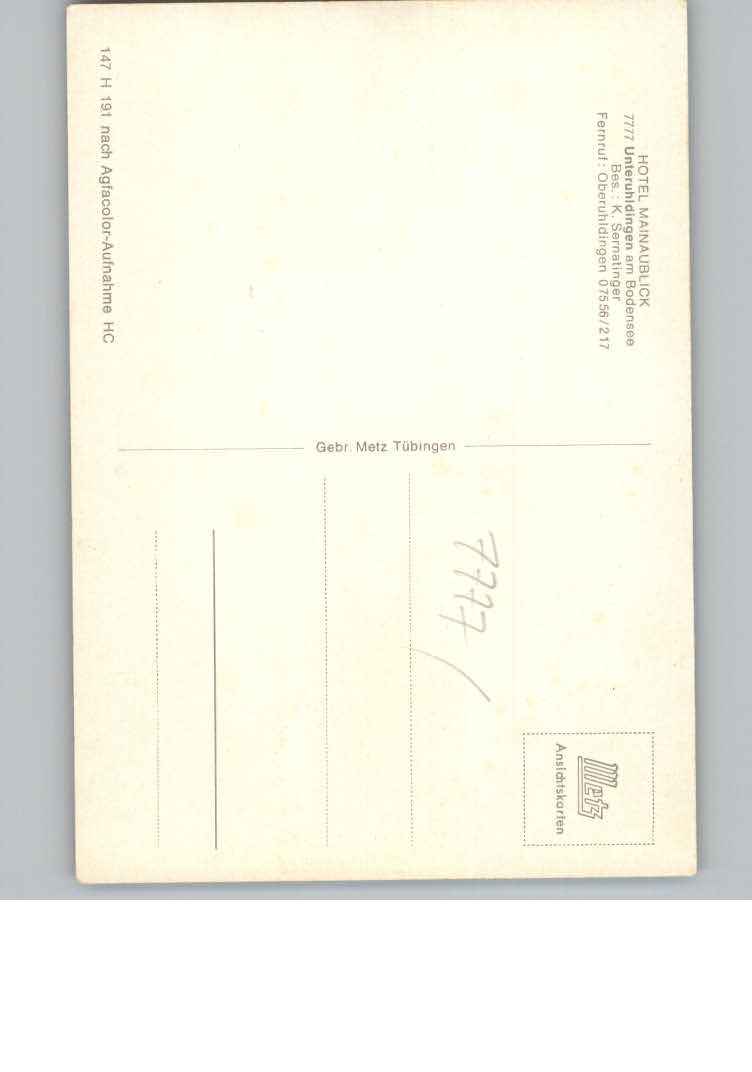 HOTEL MAINAUBLICK
7777 Unteruhldingen am Bodensee
Bes.: K. Sernatinger
Fernruf: Oberuhldingen 07556/217
147 H 191 nach Agfacolor-Aufnahme HC
Gebr. Metz Tübingen
Metz
Ansichtskarten
7777 /